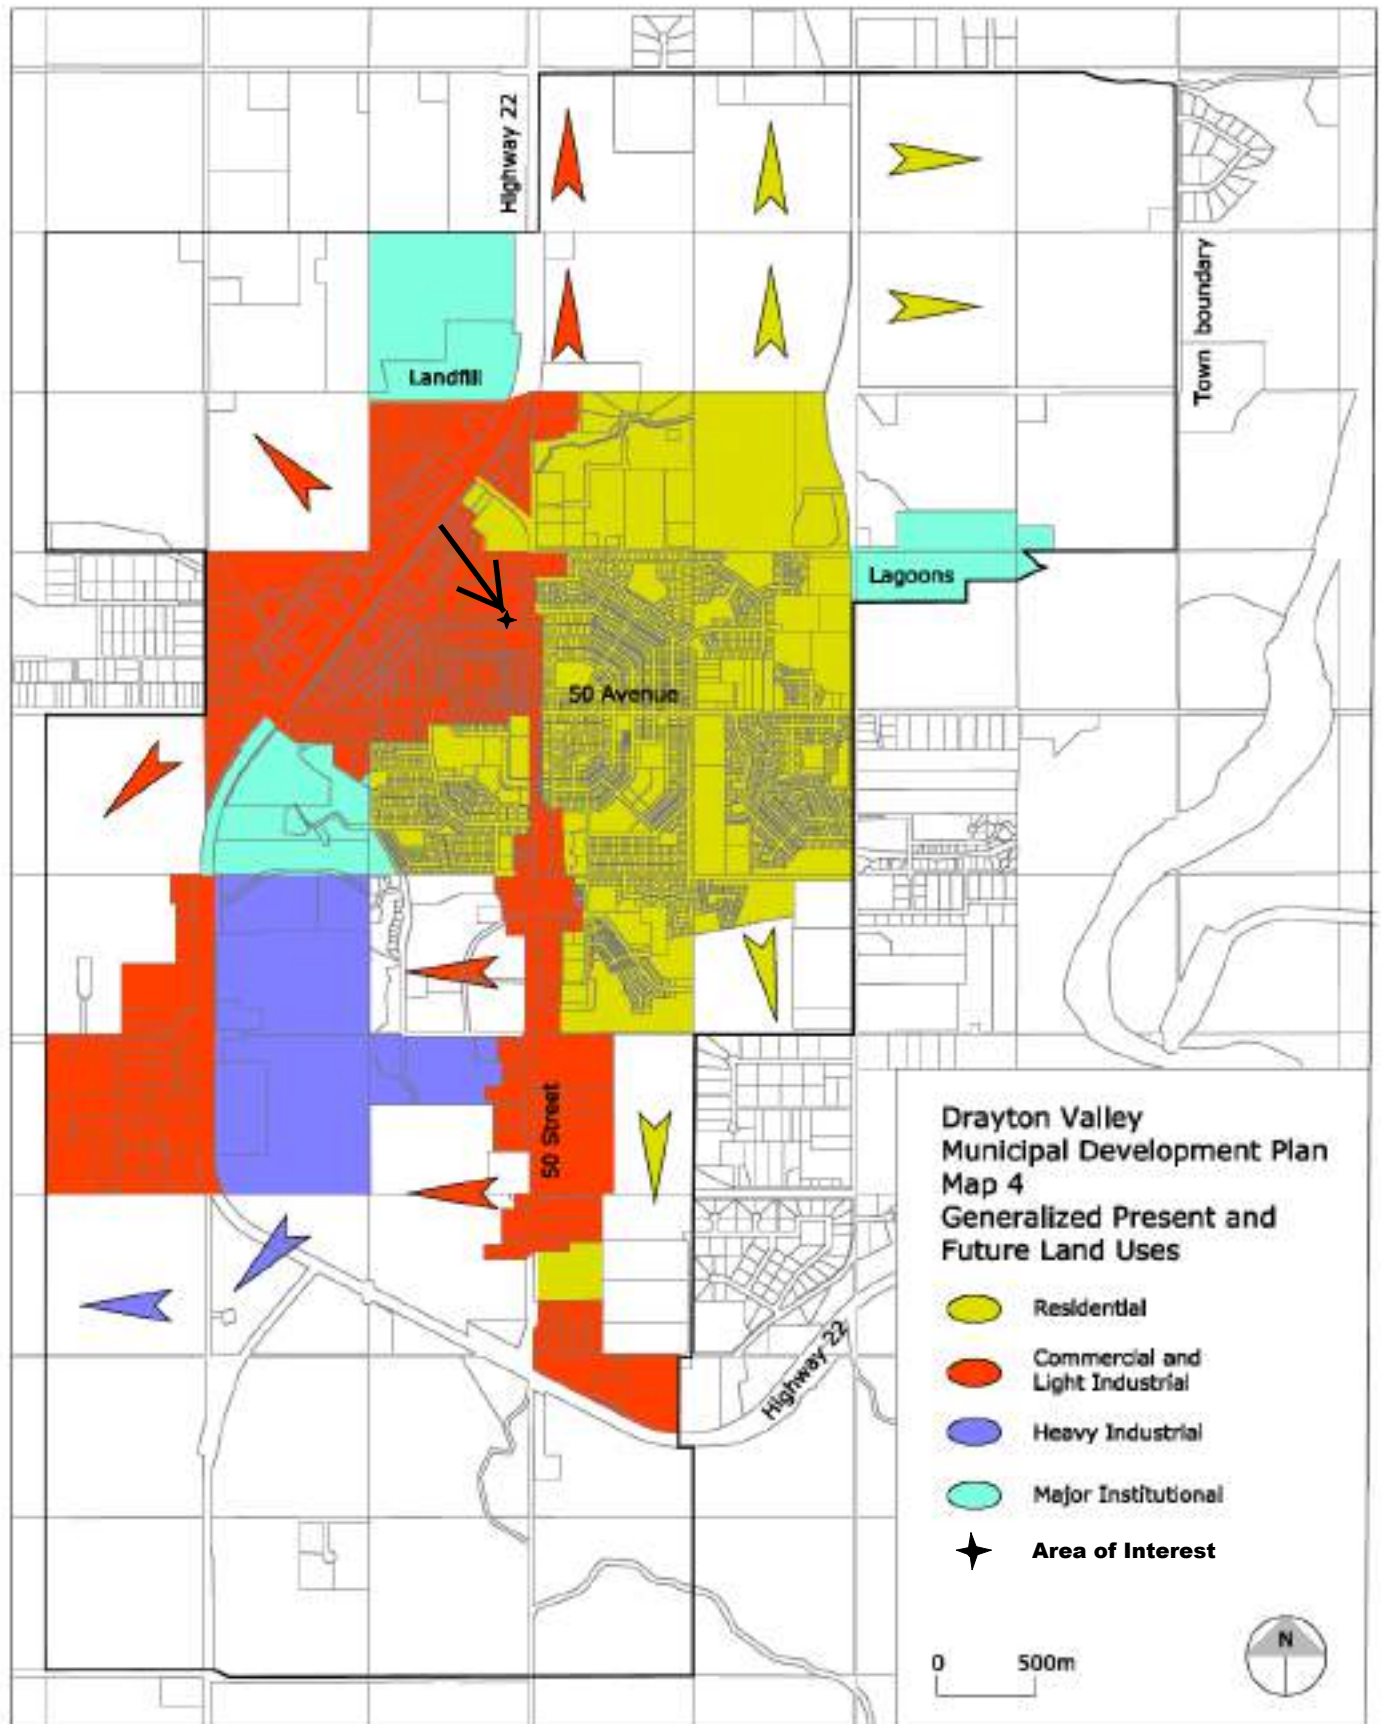 Highway 22
Town boundary
Landfill
Lagoons
50 Avenue
50 Street
Highway 22
Drayton Valley
Municipal Development Plan
Map 4
Generalized Present and
Future Land Uses
Residential
Commercial and
Light Industrial
Heavy Industrial
Major Institutional
Area of Interest
0 500m
N